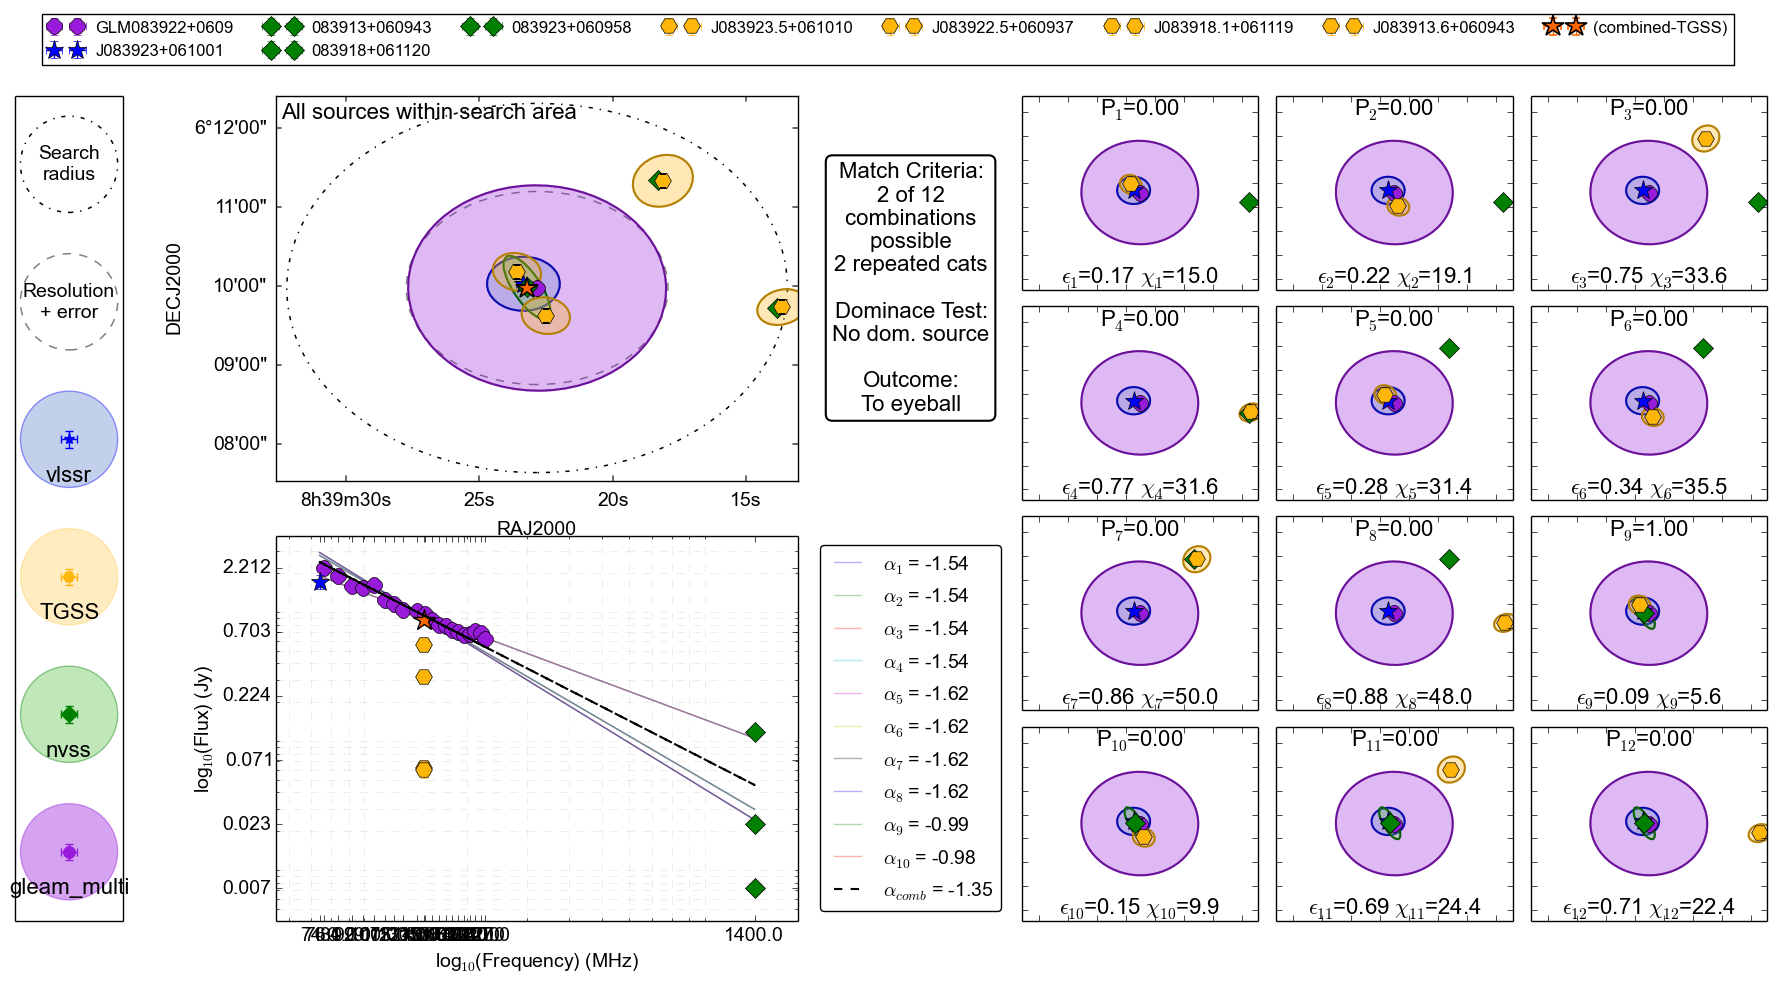 GLM083922+0609
083913+060943
083923+060958
J083923.5+061010
J083922.5+060937
J083918.1+061119
J083913.6+060943
(combined-TGSS)
J083923+061001
083918+061120
Search
radius
Resolution
+ error
vlssr
TGSS
nvss
gleam_multi
All sources within search area
DECJ2000
6°12'00"
11'00"
10'00"
09'00"
08'00"
8h39m30s
25s
20s
15s
RAJ2000
Match Criteria:
2 of 12
combinations
possible
2 repeated cats
Dominace Test:
No dom. source
Outcome:
To eyeball
log10(Flux) (Jy)
2.212
0.703
0.224
0.071
0.023
0.007
1400.0
log10(Frequency) (MHz)
α1 = -1.54
α2 = -1.54
α3 = -1.54
α4 = -1.54
α5 = -1.62
α6 = -1.62
α7 = -1.62
α8 = -1.62
α9 = -0.99
α10 = -0.98
αcomb = -1.35
P1=0.00
ϵ1=0.17 χ1=15.0
P2=0.00
ϵ2=0.22 χ2=19.1
P3=0.00
ϵ3=0.75 χ3=33.6
P4=0.00
ϵ4=0.77 χ4=31.6
P5=0.00
ϵ5=0.28 χ5=31.4
P6=0.00
ϵ6=0.34 χ6=35.5
P7=0.00
ϵ7=0.86 χ7=50.0
P8=0.00
ϵ8=0.88 χ8=48.0
P9=1.00
ϵ9=0.09 χ9=5.6
P10=0.00
ϵ10=0.15 χ10=9.9
P11=0.00
ϵ11=0.69 χ11=24.4
P12=0.00
ϵ12=0.71 χ12=22.4